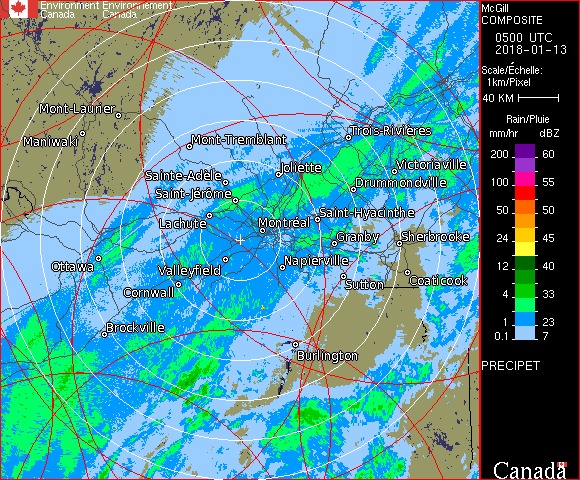 Environment Environnement
Canada Canada
McGill
COMPOSITE
0500 UTC
2018-01-13
Scale/Échelle:
1km/Pixel
40 KM
Rain/Pluie
mm/hr dBZ
200 60
100 55
50 50
24 45
12 40
4 33
1 23
0.1 7
PRECIPET
Canada
Mont-Laurier
Maniwaki
Mont-Tremblant
Trois-Rivières
Joliette
Victoriaville
Sainte-Adèle
Drummondville
Saint-Jérôme
Lachute
Montréal
Saint-Hyacinthe
Granby
Sherbrooke
Ottawa
Valleyfield
Napierville
Cornwall
Sutton
Coaticook
Brockville
Burlington